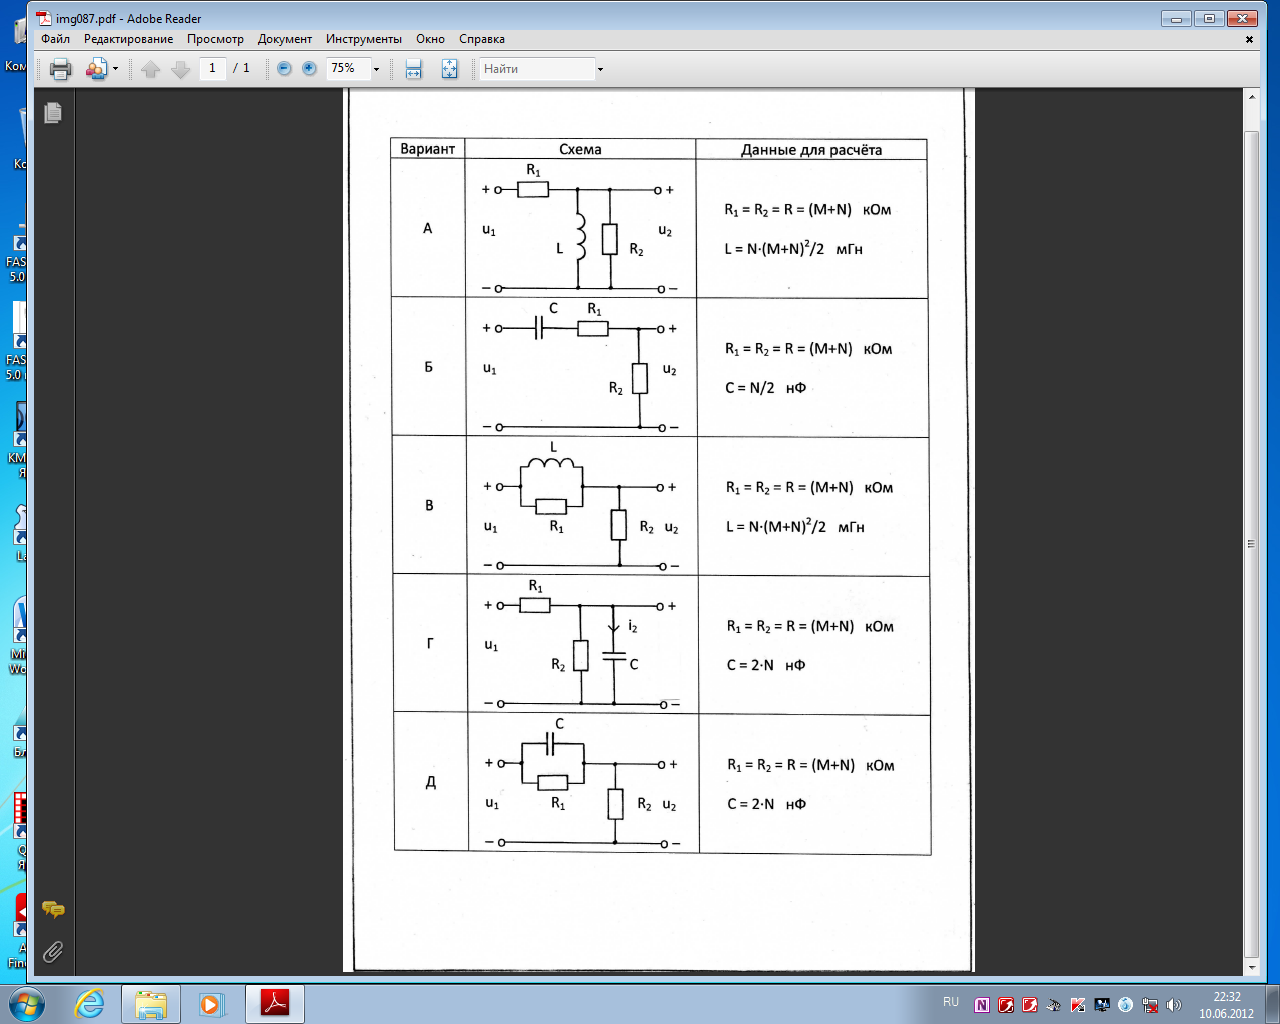 img087.pdf - Adobe Reader
Файл Редактирование Просмотр Документ Инструменты Окно Справка
1 / 1 75% Найти
Вариант Схема Данные для расчёта
А
R1
+ +
u1 L R2 u2
− −
R1 = R2 = R = (M+N) кОм
L = N·(M+N)²/2 мГн
Б
C R1
+ +
u1 R2 u2
− −
R1 = R2 = R = (M+N) кОм
C = N/2 нФ
В
L
+ +
u1 R1 R2 u2
− −
R1 = R2 = R = (M+N) кОм
L = N·(M+N)²/2 мГн
Г
R1
+ +
i2
u1 R2 C
− −
R1 = R2 = R = (M+N) кОм
C = 2·N нФ
Д
C
+ +
u1 R1 R2 u2
− −
R1 = R2 = R = (M+N) кОм
C = 2·N нФ
RU
22:32
10.06.2012